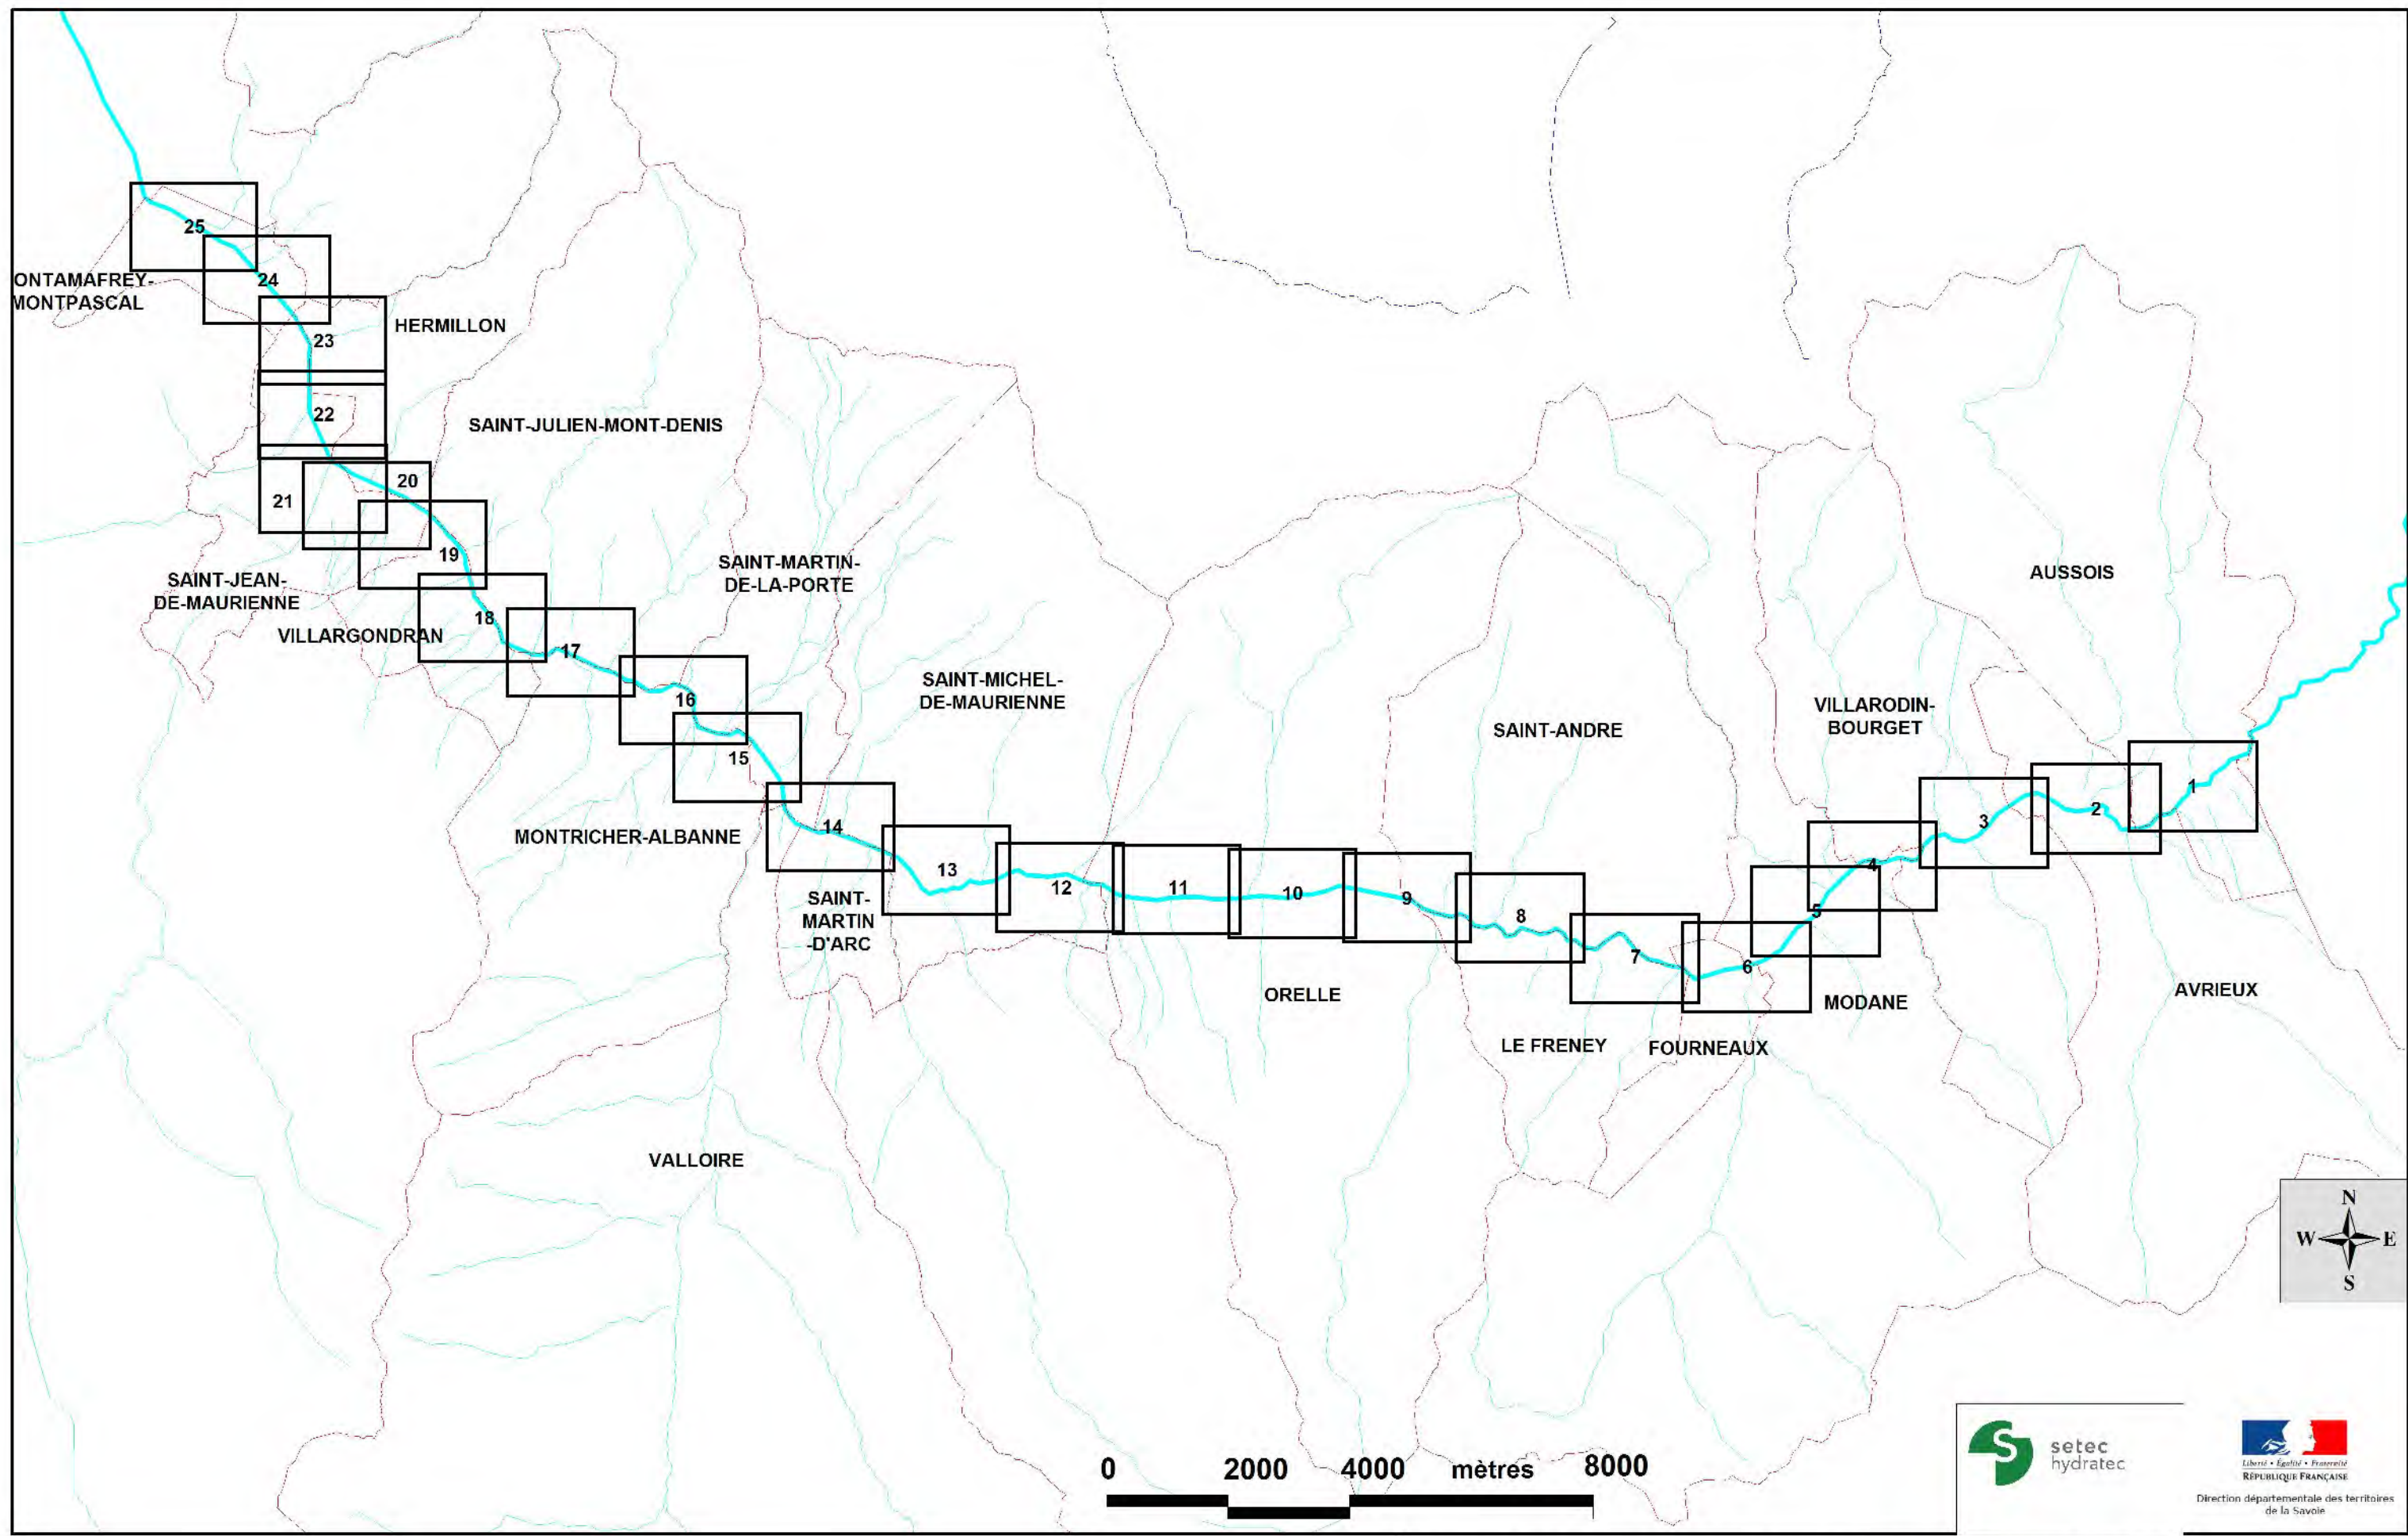 25
ONTAMAFREY-
MONTPASCAL
24
HERMILLON
23
22
SAINT-JULIEN-MONT-DENIS
20
21
19
SAINT-MARTIN-
DE-LA-PORTE
AUSSOIS
SAINT-JEAN-
DE-MAURIENNE
18
VILLARGONDRAN
17
SAINT-MICHEL-
DE-MAURIENNE
16
VILLARODIN-
BOURGET
SAINT-ANDRE
15
1
2
3
14
MONTRICHER-ALBANNE
4
13
12
11
10
9
8
5
SAINT-
MARTIN
-D'ARC
7
6
ORELLE
MODANE
AVRIEUX
LE FRENEY
FOURNEAUX
VALLOIRE
N
W
E
S
0
2000
4000
mètres
8000
S
setec
hydratec
Liberté • Égalité • Fraternité
RÉPUBLIQUE FRANÇAISE
Direction départementale des territoires
de la Savoie